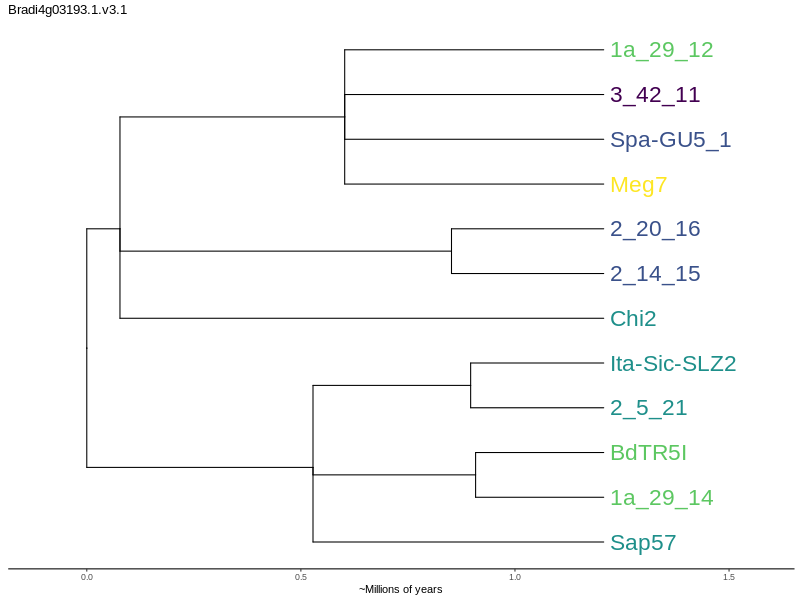 Bradi4g03193.1.v3.1
1a_29_12
3_42_11
Spa-GU5_1
Meg7
2_20_16
2_14_15
Chi2
Ita-Sic-SLZ2
2_5_21
BdTR5I
1a_29_14
Sap57
0.0 0.5 1.0 1.5
~Millions of years